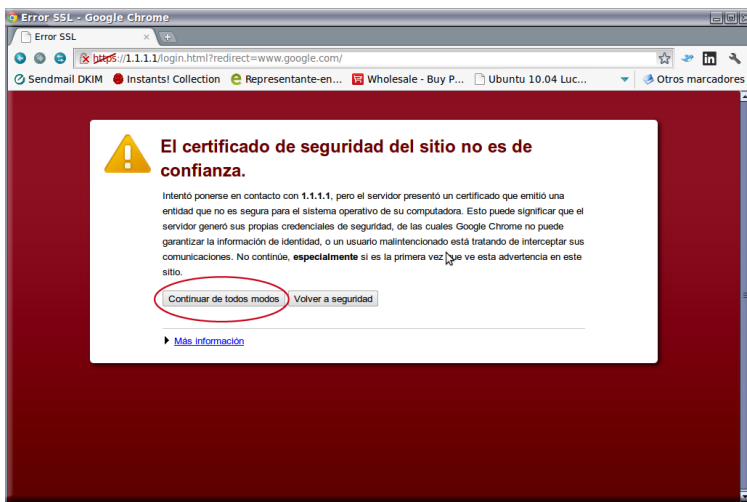 Error SSL - Google Chrome
Error SSL
https://1.1.1.1/login.html?redirect=www.google.com/
Sendmail DKIM Instants! Collection Representante-en... Wholesale - Buy P... Ubuntu 10.04 Luc... Otros marcadores
El certificado de seguridad del sitio no es de
confianza.
Intentó ponerse en contacto con 1.1.1.1, pero el servidor presentó un certificado que emitió una
entidad que no es segura para el sistema operativo de su computadora. Esto puede significar que el
servidor generó sus propias credenciales de seguridad, de las cuales Google Chrome no puede
garantizar la información de identidad, o un usuario malintencionado está tratando de interceptar sus
comunicaciones. No continúe, especialmente si es la primera vez que ve esta advertencia en este
sitio.
Continuar de todos modos Volver a seguridad
Más información